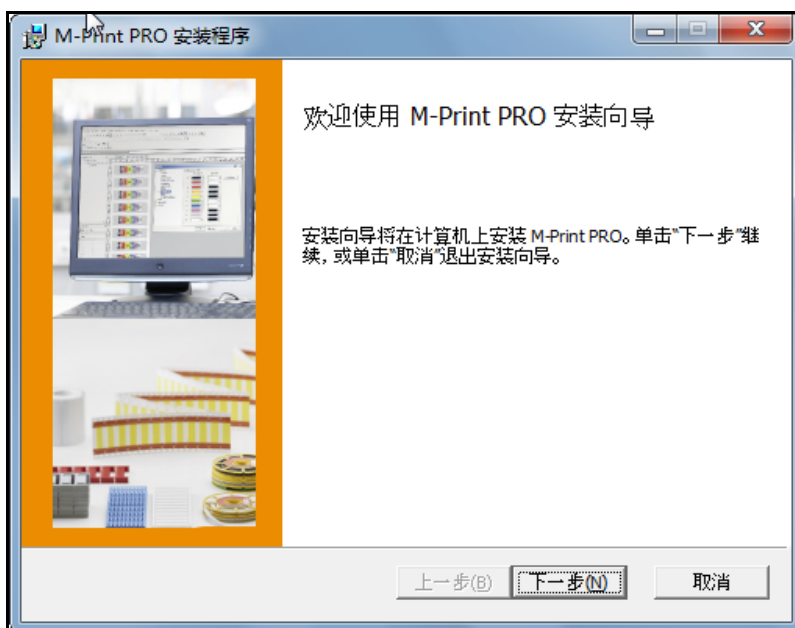 M-Print PRO 安装程序
欢迎使用 M-Print PRO 安装向导
安装向导将在计算机上安装 M-Print PRO。单击“下一步”继
续，或单击“取消”退出安装向导。
上一步(B) 下一步(N) 取消